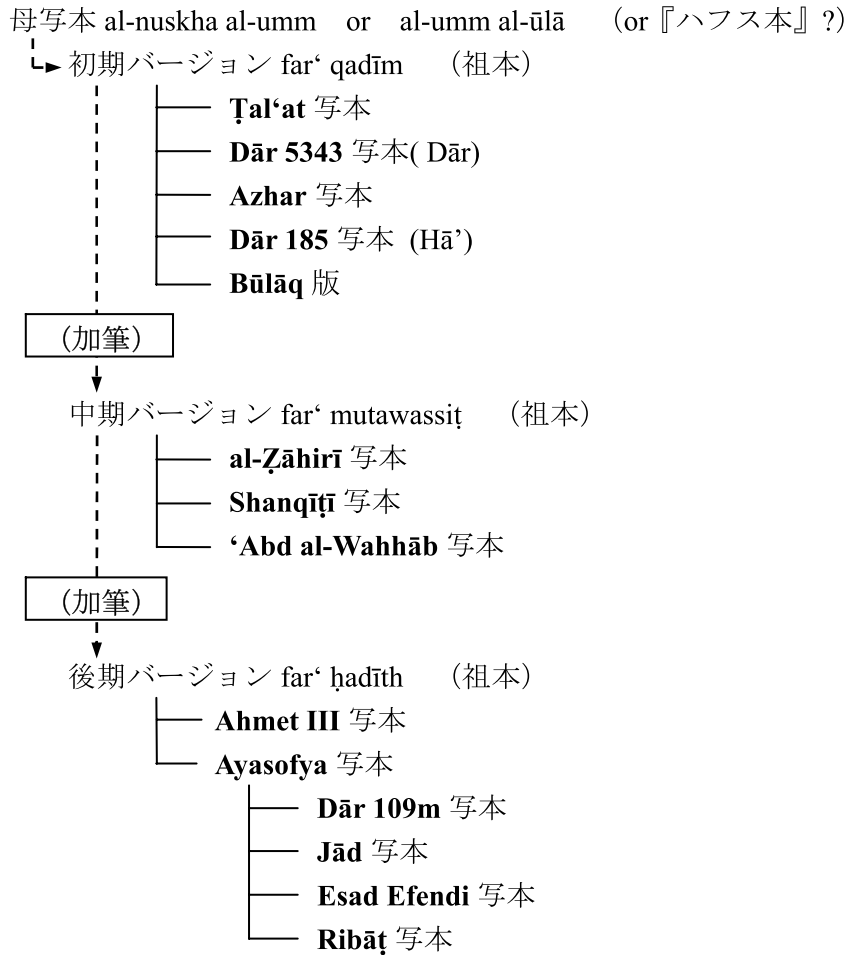 母写本 al-nuskha al-umm or al-umm al-ūlā (or『ハフス本』?)
初期バージョン far‘ qadīm (祖本)
Ṭal‘at 写本
Dār 5343 写本( Dār)
Azhar 写本
Dār 185 写本 (Hā’)
Būlāq 版
(加筆)
中期バージョン far‘ mutawassiṭ (祖本)
al-Ẓāhirī 写本
Shanqīṭī 写本
‘Abd al-Wahhāb 写本
(加筆)
後期バージョン far‘ ḥadīth (祖本)
Ahmet III 写本
Ayasofya 写本
Dār 109m 写本
Jād 写本
Esad Efendi 写本
Ribāṭ 写本